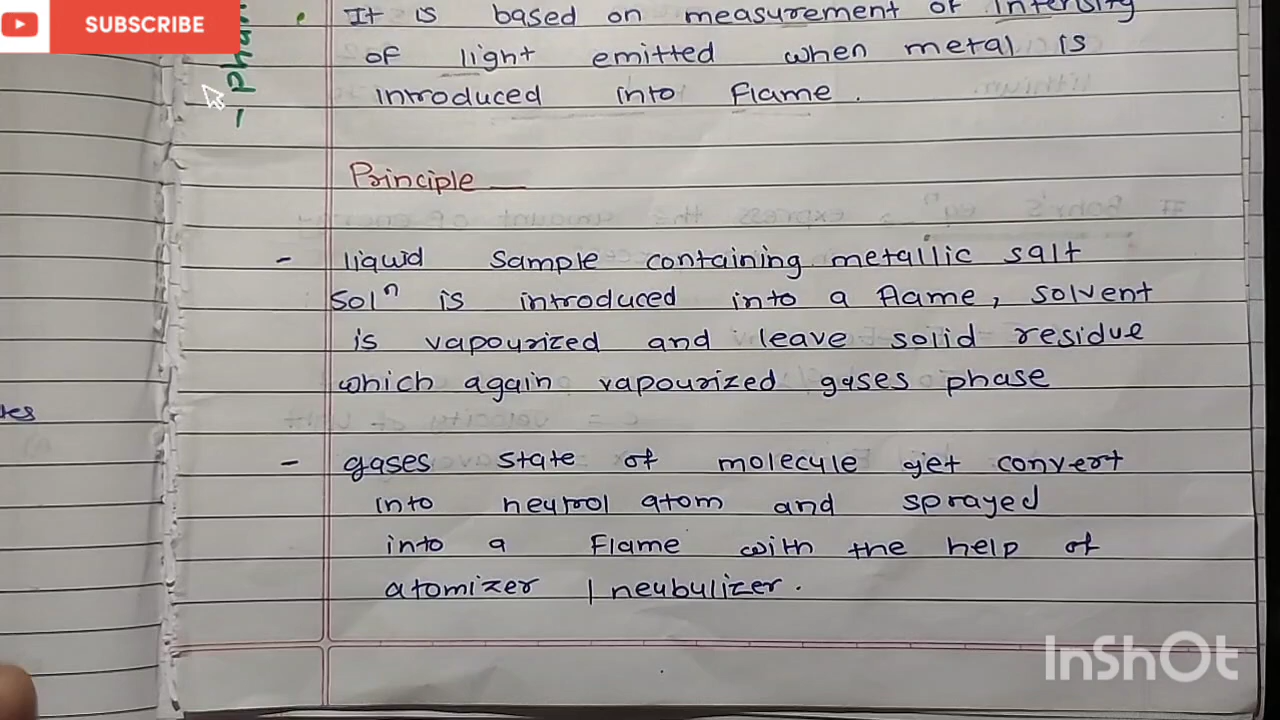 SUBSCRIBE
It is based on measurement of intensity
of light emitted when metal is
introduced into flame.
Principle —
- liquid sample containing metallic salt
solⁿ is introduced into a flame, solvent
is vapourized and leave solid residue
which again vapourized gases phase
- gases state of molecule get convert
into neutrol atom and sprayed
into a flame with the help of
atomizer / neubulizer.
InShOt